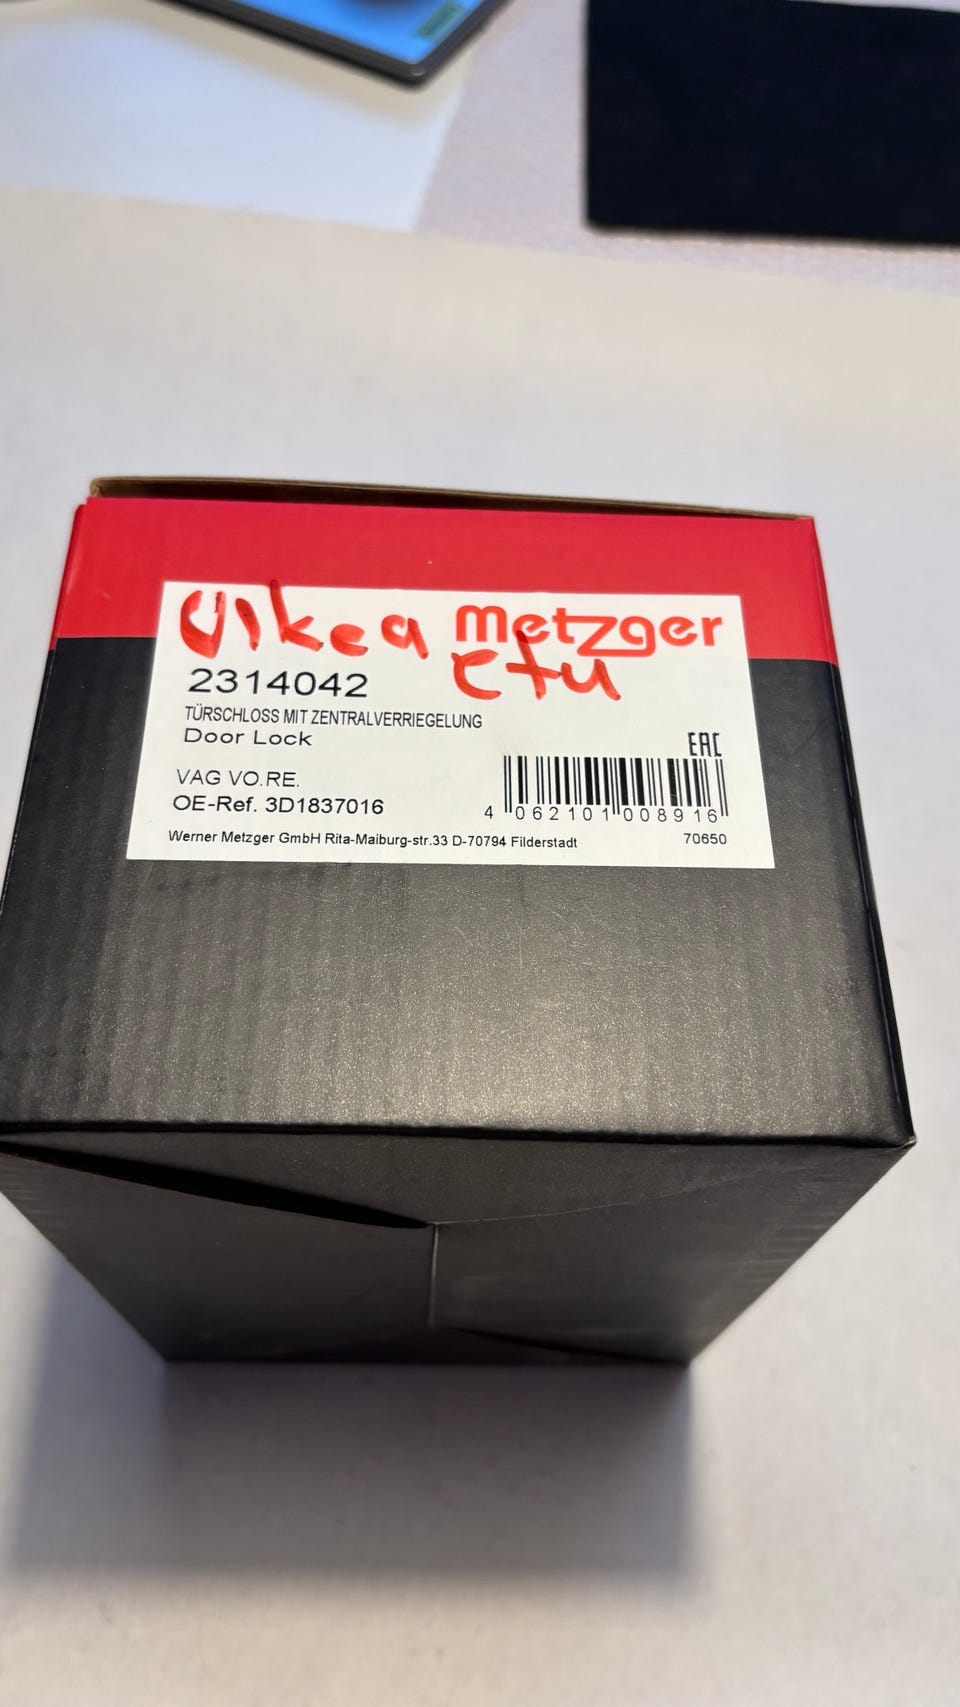 Oikea metzger
etu
2314042
TÜRSCHLOSS MIT ZENTRALVERRIEGELUNG
Door Lock
EAC
VAG VO.RE.
OE-Ref. 3D1837016
4 062101 008916
Werner Metzger GmbH Rita-Maiburg-str.33 D-70794 Filderstadt
70650